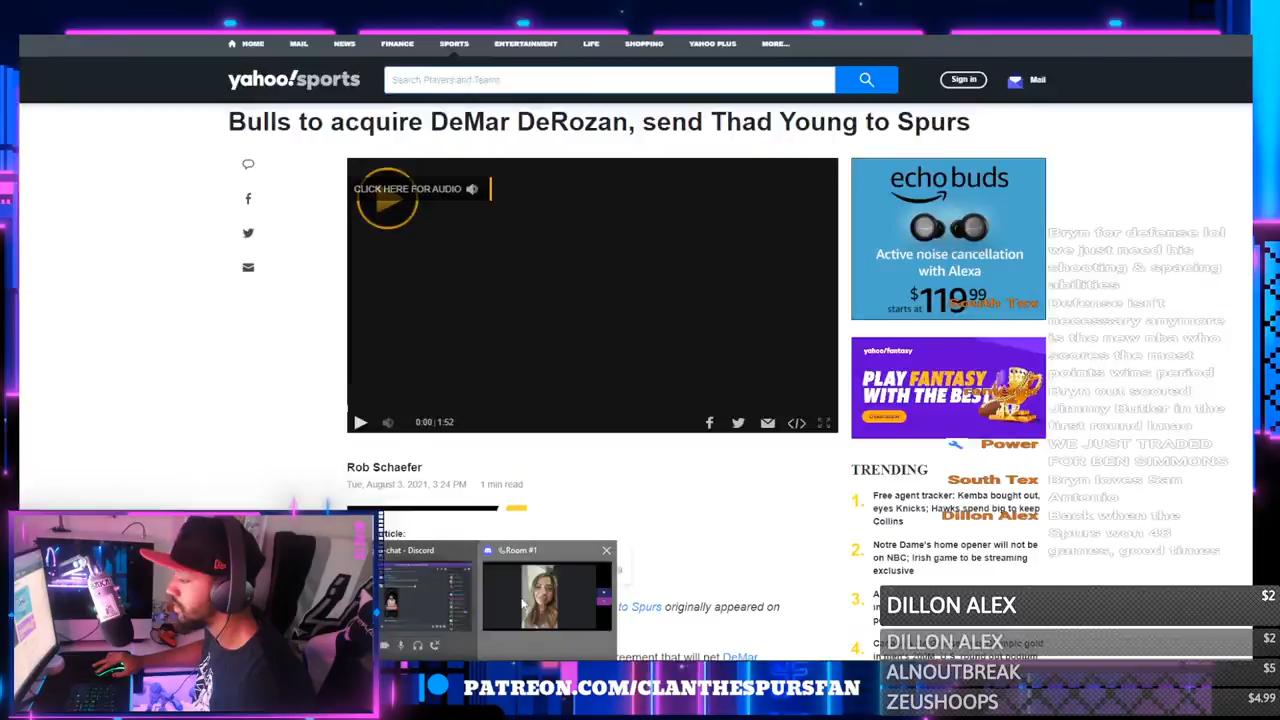 HOME MAIL NEWS FINANCE SPORTS ENTERTAINMENT LIFE SHOPPING YAHOO PLUS MORE...
yahoo!sports
Search Players and Teams
Sign in
Mail
Bulls to acquire DeMar DeRozan, send Thad Young to Spurs
CLICK HERE FOR AUDIO
0:00 | 1:52
Rob Schaefer
Tue, August 3, 2021, 3:24 PM 1 min read
echo buds
Active noise cancellation
with Alexa
starts at $119.99
yahoo/fantasy
PLAY FANTASY
WITH THE BEST
TRENDING
1. Free agent tracker: Kemba bought out,
eyes Knicks; Hawks spend big to keep
Collins
2. Notre Dame's home opener will not be
on NBC; Irish game to be streaming
exclusive
3.
4.
Bryn for defense lol
we just need his
shooting & spacing
abilities
South Tex Defense isn't
necessary anymore
is the new nba who
scores the most
points wins period
Bryn out scored
Jimmy Butler in the
first round lmao
Power WE JUST TRADED
FOR BEN SIMMONS
South Tex Bryn loves San
Antonio
Dillon Alex Back when the
Spurs won 48
games, good times
-chat - Discord
Room #1
to Spurs originally appeared on
reement that will net DeMar
DILLON ALEX $2
DILLON ALEX $2
ALNOUTBREAK $5
ZEUSHOOPS $4.99
PATREON.COM/CLANTHESPURSFAN